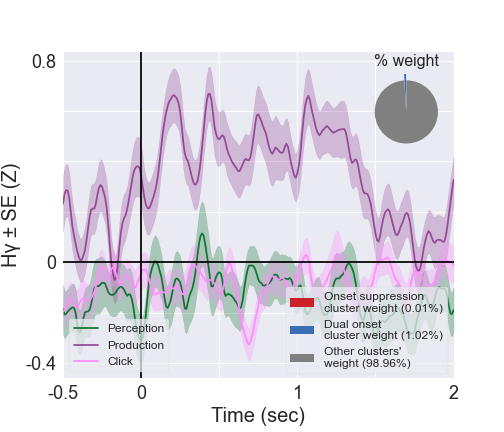 % weight
0.8
0
-0.4
Hγ ± SE (Z)
Perception
Production
Click
Onset suppression
cluster weight (0.01%)
Dual onset
cluster weight (1.02%)
Other clusters'
weight (98.96%)
-0.5
0
1
2
Time (sec)